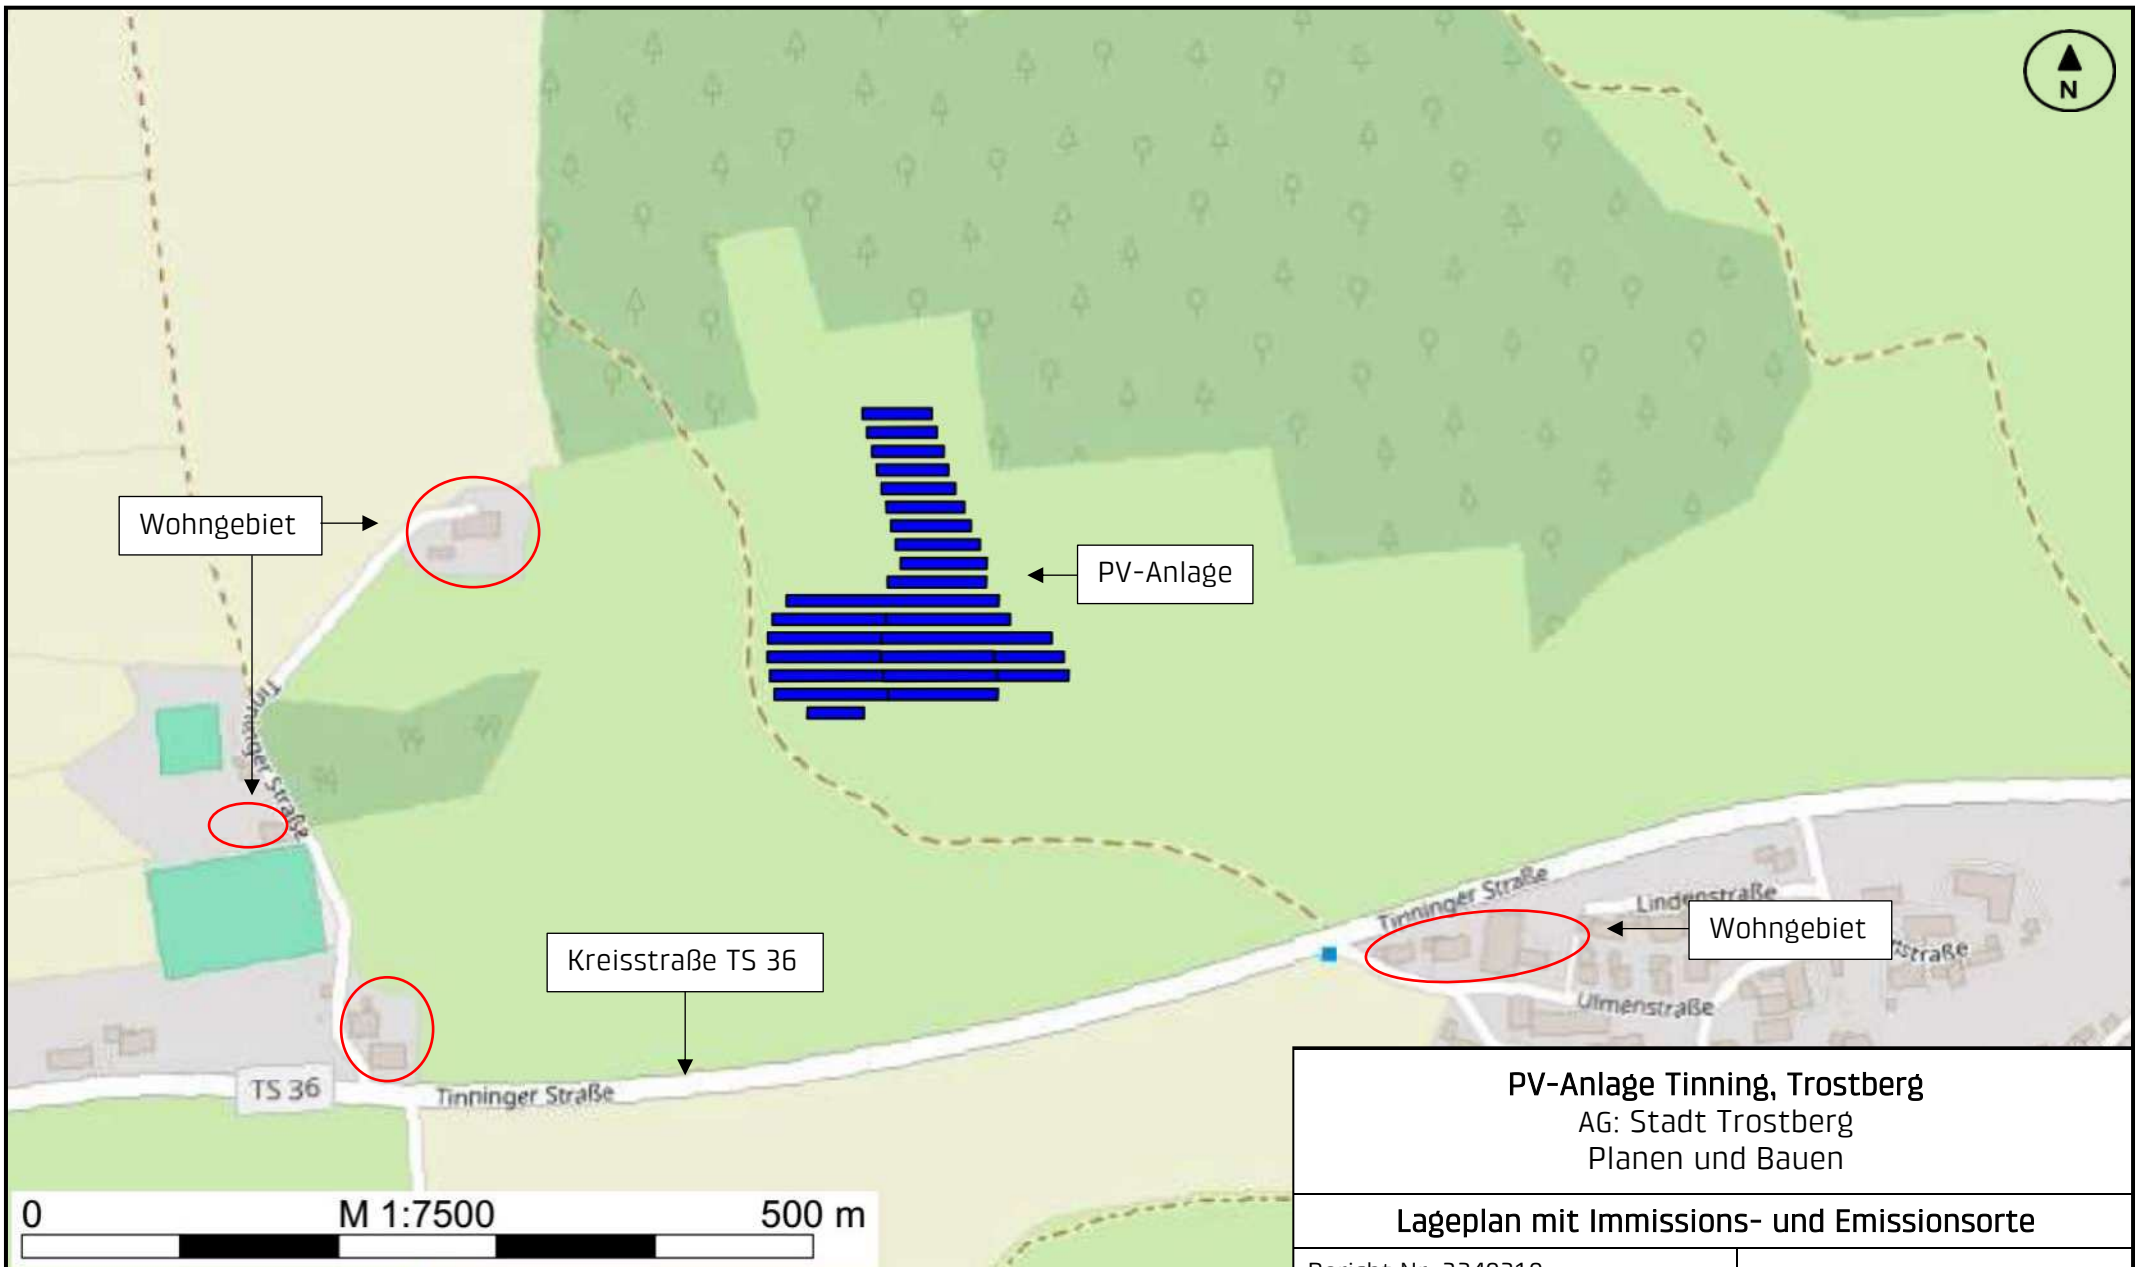 N
Wohngebiet
PV-Anlage
Tinninger Straße
Tinninger Straße
Lindenstraße
Wohngebiet
tstraße
Kreisstraße TS 36
Ulmenstraße
TS 36
Tinninger Straße
PV-Anlage Tinning, Trostberg
AG: Stadt Trostberg
Planen und Bauen
0 M 1:7500 500 m
Lageplan mit Immissions- und Emissionsorte